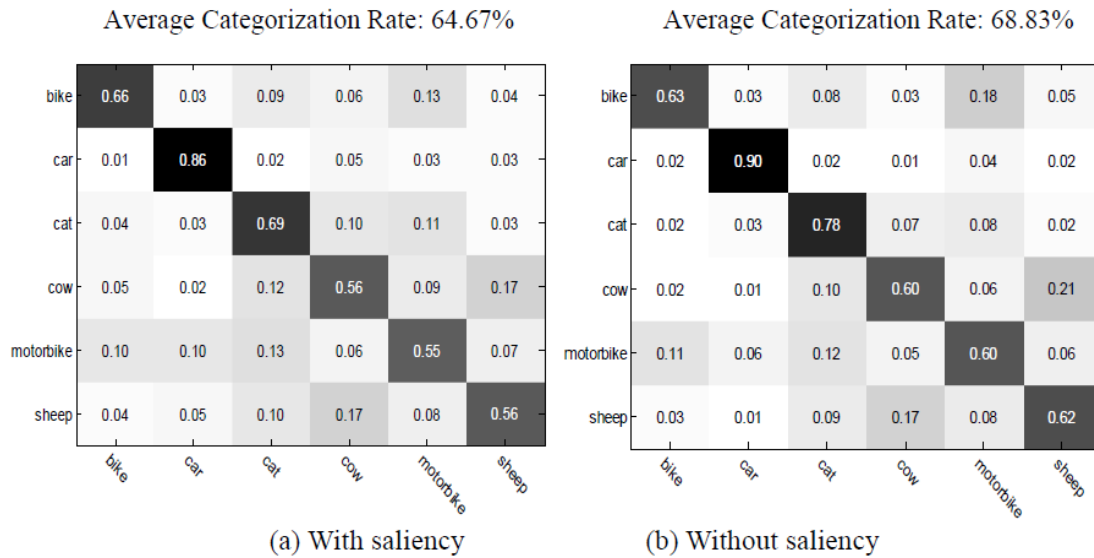 Average Categorization Rate: 64.67%
bike 0.66 0.03 0.09 0.06 0.13 0.04
car 0.01 0.86 0.02 0.05 0.03 0.03
cat 0.04 0.03 0.69 0.10 0.11 0.03
cow 0.05 0.02 0.12 0.56 0.09 0.17
motorbike 0.10 0.10 0.13 0.06 0.55 0.07
sheep 0.04 0.05 0.10 0.17 0.08 0.56
bike car cat cow motorbike sheep
(a) With saliency
Average Categorization Rate: 68.83%
bike 0.63 0.03 0.08 0.03 0.18 0.05
car 0.02 0.90 0.02 0.01 0.04 0.02
cat 0.02 0.03 0.78 0.07 0.08 0.02
cow 0.02 0.01 0.10 0.60 0.06 0.21
motorbike 0.11 0.06 0.12 0.05 0.60 0.06
sheep 0.03 0.01 0.09 0.17 0.08 0.62
bike car cat cow motorbike sheep
(b) Without saliency